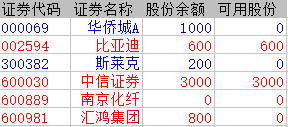 证券代码 证券名称 股份余额 可用股份
000069 华侨城A 1000 0
002594 比亚迪 600 600
300382 斯莱克 200 0
600030 中信证券 3000 3000
600889 南京化纤 0 0
600981 汇鸿集团 800 0